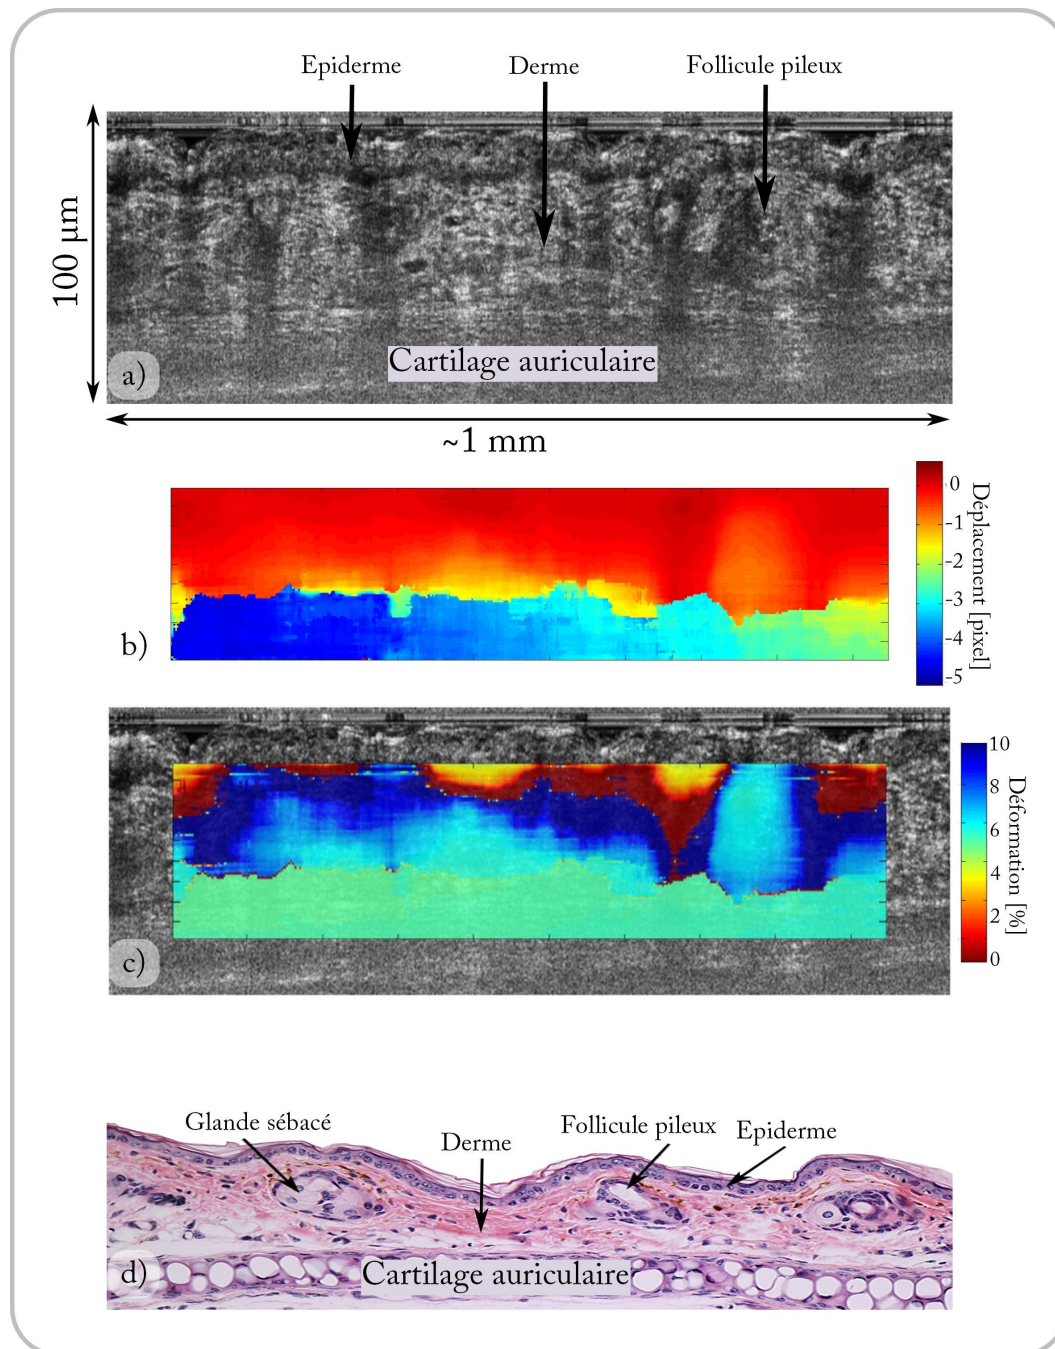 Epiderme
Derme
Follicule pileux
100 µm
Cartilage auriculaire
a)
~1 mm
0
-1
-2
-3
-4
-5
Déplacement [pixel]
b)
10
8
6
4
2
0
Déformation [%]
c)
Glande sébacé
Derme
Follicule pileux
Epiderme
d)
Cartilage auriculaire